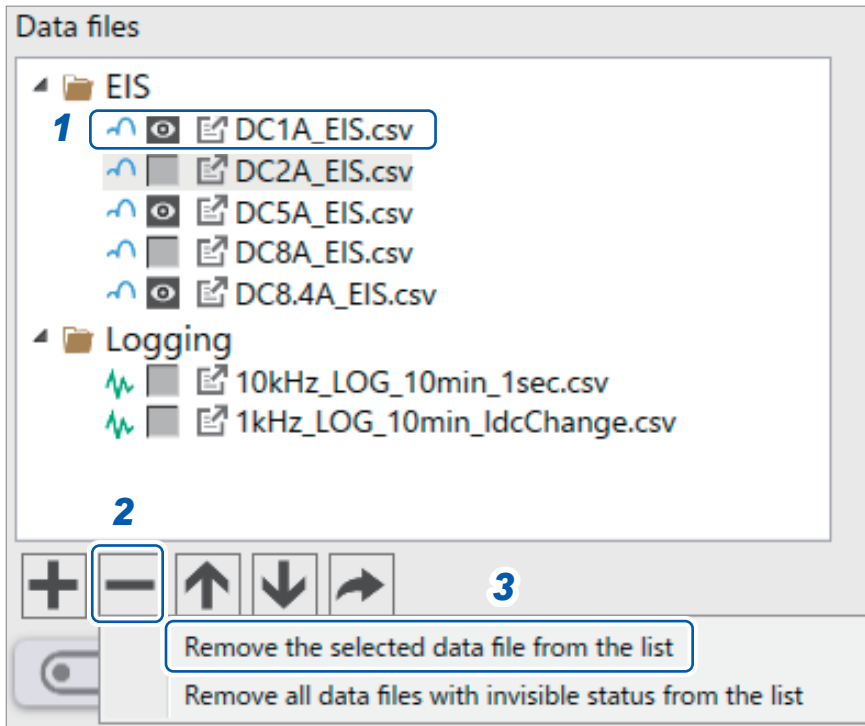 Data files
EIS
1 DC1A_EIS.csv
DC2A_EIS.csv
DC5A_EIS.csv
DC8A_EIS.csv
DC8.4A_EIS.csv
Logging
10kHz_LOG_10min_1sec.csv
1kHz_LOG_10min_IdcChange.csv
2
3
Remove the selected data file from the list
Remove all data files with invisible status from the list